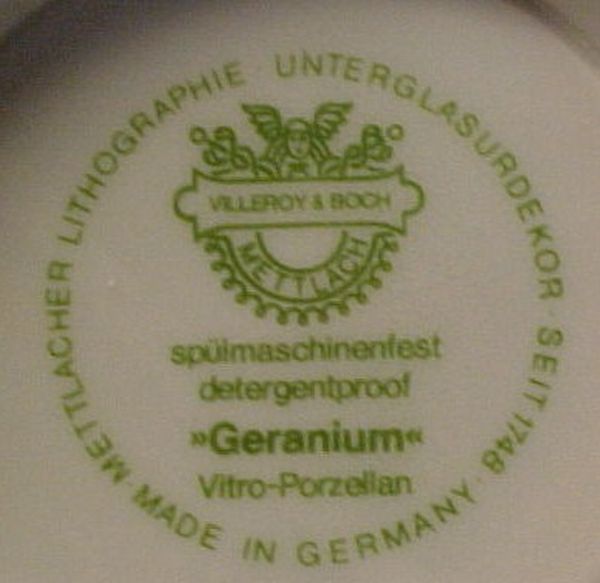 METTLACHER LITHOGRAPHIE UNTERGLASURDEKOR · SEIT 1748 · MADE IN GERMANY ·
VILLEROY & BOCH
METTLACH
spülmaschinenfest
detergentproof
»Geranium«
Vitro-Porzellan